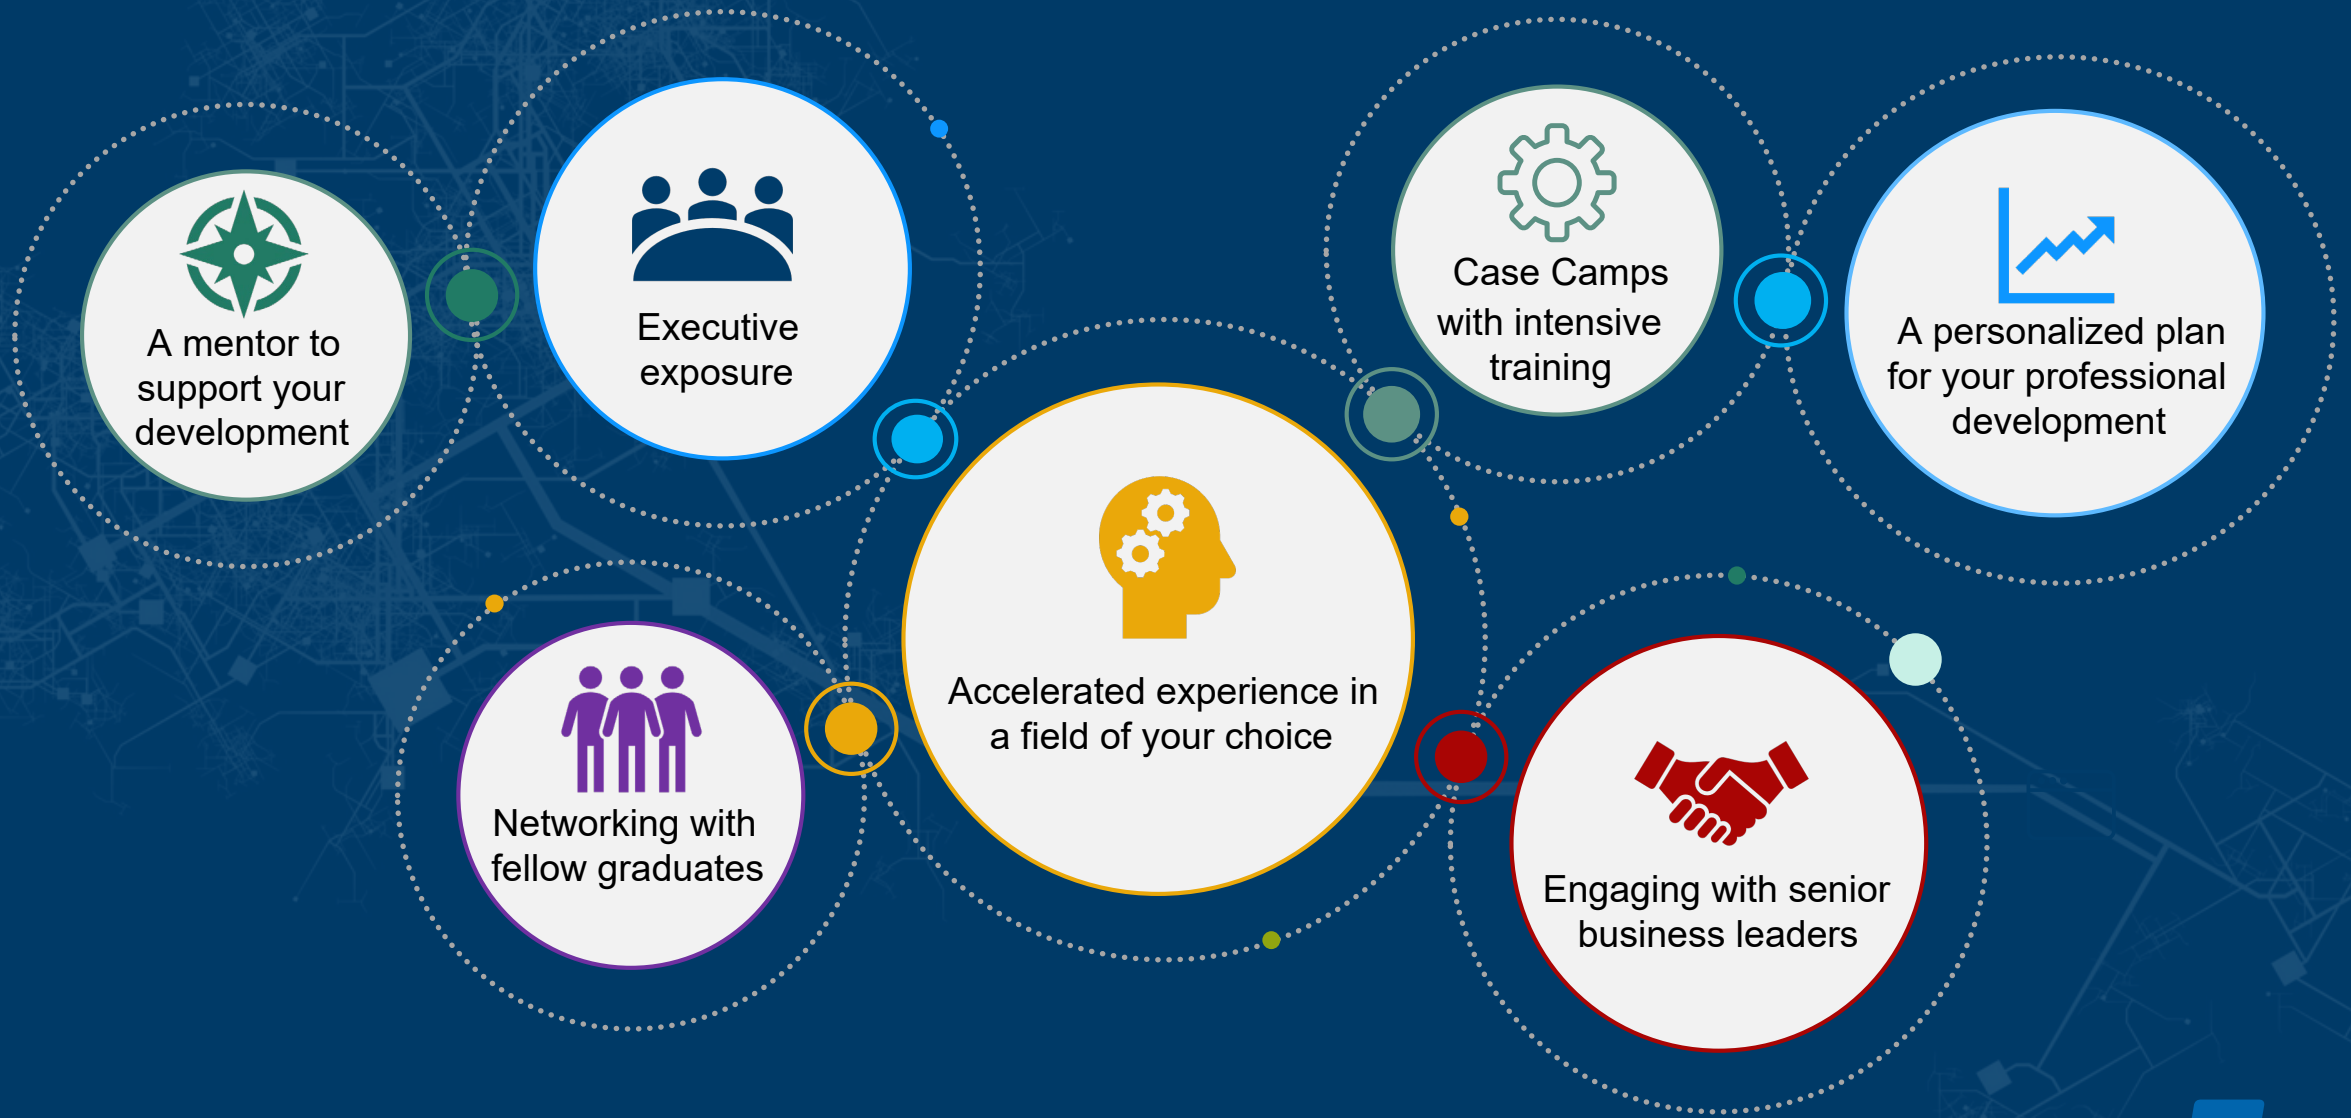 A mentor to
support your
development
Executive
exposure
Case Camps
with intensive
training
A personalized plan
for your professional
development
Networking with
fellow graduates
Accelerated experience in
a field of your choice
Engaging with senior
business leaders